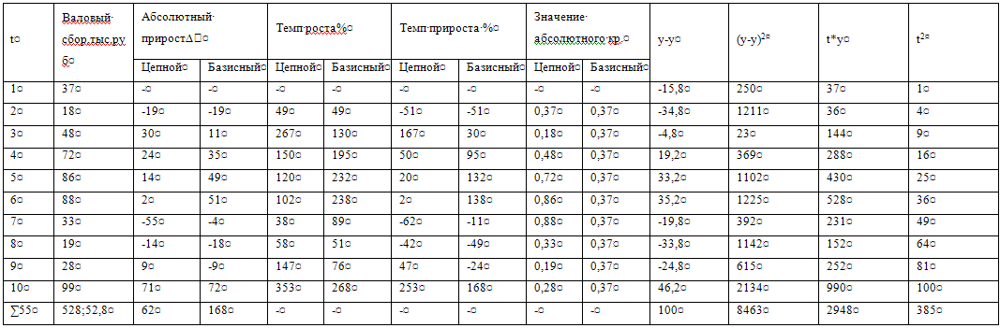 t¤ Валовый· сбор,тыс.ру б¤ Абсолютный· прирост∆¤ Темп·роста%¤ Темп·прироста·%¤ Значение· абсолютного·кр.¤ y-y¤ (y-y)2¤ t*y¤ t2¤
Цепной¤ Базисный¤ Цепной¤ Базисный¤ Цепной¤ Базисный¤ Цепной¤ Базисный¤
1¤ 37¤ -¤ -¤ -¤ -¤ -¤ -¤ -¤ -¤ -15,8¤ 250¤ 37¤ 1¤
2¤ 18¤ -19¤ -19¤ 49¤ 49¤ -51¤ -51¤ 0,37¤ 0,37¤ -34,8¤ 1211¤ 36¤ 4¤
3¤ 48¤ 30¤ 11¤ 267¤ 130¤ 167¤ 30¤ 0,18¤ 0,37¤ -4,8¤ 23¤ 144¤ 9¤
4¤ 72¤ 24¤ 35¤ 150¤ 195¤ 50¤ 95¤ 0,48¤ 0,37¤ 19,2¤ 369¤ 288¤ 16¤
5¤ 86¤ 14¤ 49¤ 120¤ 232¤ 20¤ 132¤ 0,72¤ 0,37¤ 33,2¤ 1102¤ 430¤ 25¤
6¤ 88¤ 2¤ 51¤ 102¤ 238¤ 2¤ 138¤ 0,86¤ 0,37¤ 35,2¤ 1225¤ 528¤ 36¤
7¤ 33¤ -55¤ -4¤ 38¤ 89¤ -62¤ -11¤ 0,88¤ 0,37¤ -19,8¤ 392¤ 231¤ 49¤
8¤ 19¤ -14¤ -18¤ 58¤ 51¤ -42¤ -49¤ 0,33¤ 0,37¤ -33,8¤ 1142¤ 152¤ 64¤
9¤ 28¤ 9¤ -9¤ 147¤ 76¤ 47¤ -24¤ 0,19¤ 0,37¤ -24,8¤ 615¤ 252¤ 81¤
10¤ 99¤ 71¤ 72¤ 353¤ 268¤ 253¤ 168¤ 0,28¤ 0,37¤ 46,2¤ 2134¤ 990¤ 100¤
∑55¤ 528;52,8¤ 62¤ 168¤ -¤ -¤ -¤ -¤ -¤ -¤ 100¤ 8463¤ 2948¤ 385¤